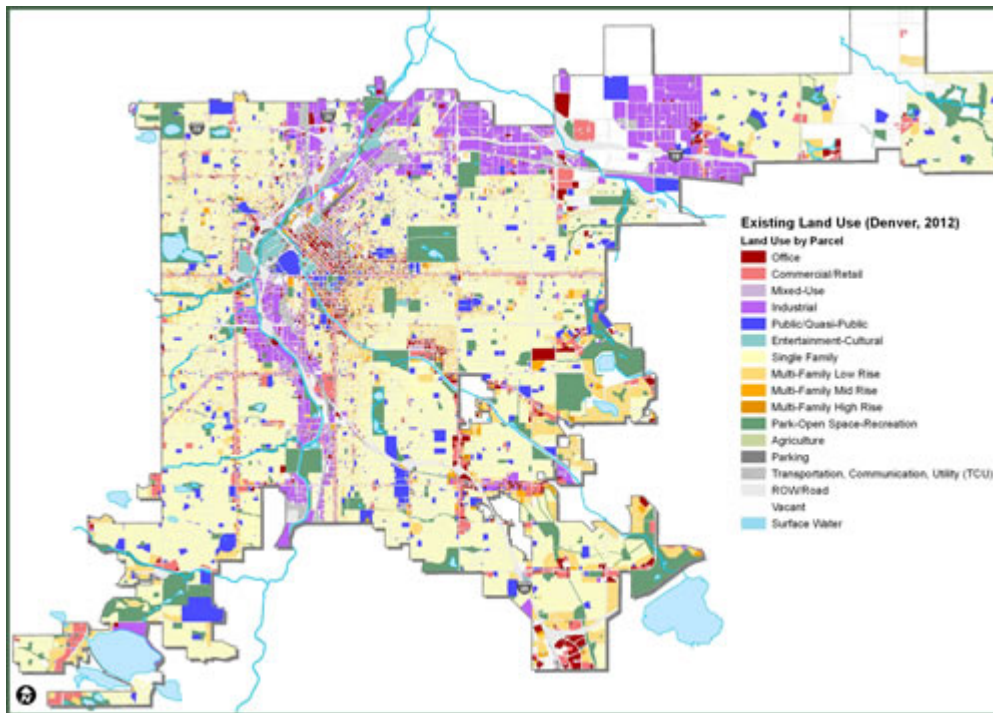 Existing Land Use (Denver, 2012)
Land Use by Parcel
Office
Commercial/Retail
Mixed-Use
Industrial
Public/Quasi-Public
Entertainment-Cultural
Single Family
Multi-Family Low Rise
Multi-Family Mid Rise
Multi-Family High Rise
Park-Open Space-Recreation
Agriculture
Parking
Transportation, Communication, Utility (TCU)
ROW/Road
Vacant
Surface Water